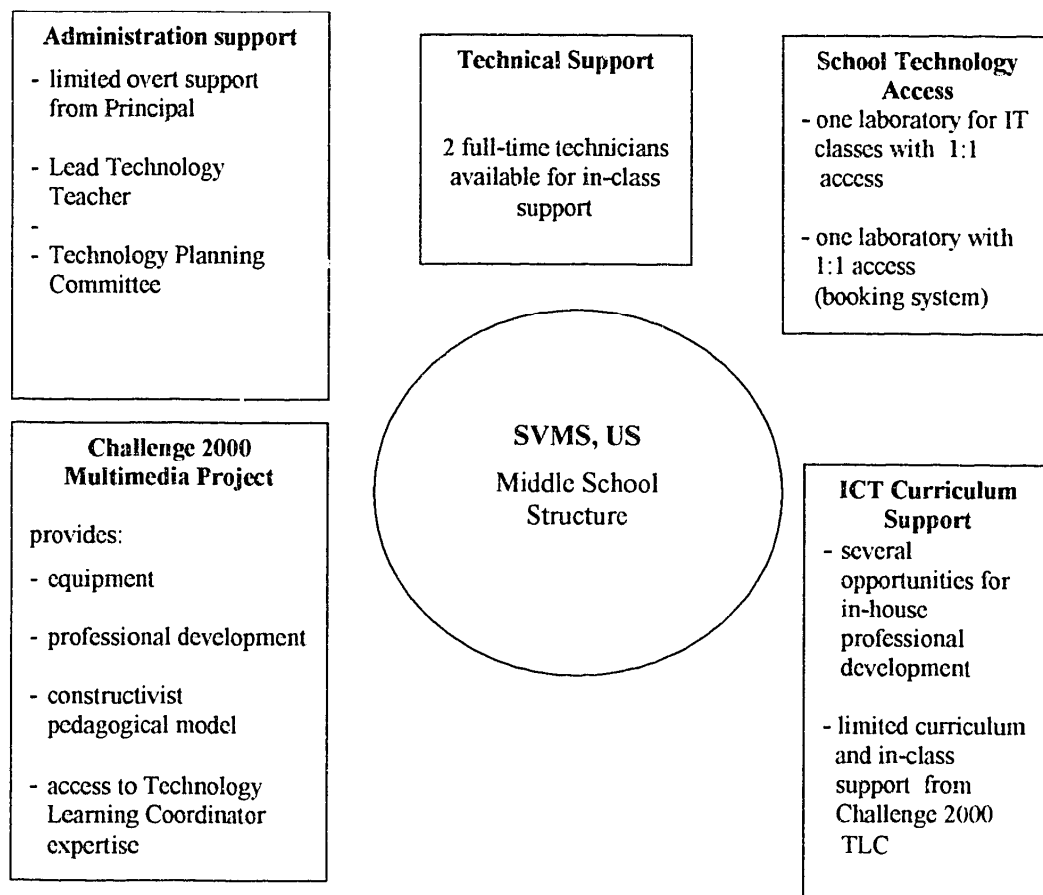 Administration support
- limited overt support
from Principal
- Lead Technology
Teacher
-
- Technology Planning
Committee
Technical Support
2 full-time technicians
available for in-class
support
School Technology
Access
- one laboratory for IT
classes with 1:1
access
- one laboratory with
1:1 access
(booking system)
SVMS, US
Middle School
Structure
Challenge 2000
Multimedia Project
provides:
- equipment
- professional development
- constructivist
pedagogical model
- access to Technology
Learning Coordinator
expertise
ICT Curriculum
Support
- several
opportunities for
in-house
professional
development
- limited curriculum
and in-class
support from
Challenge 2000
TLC